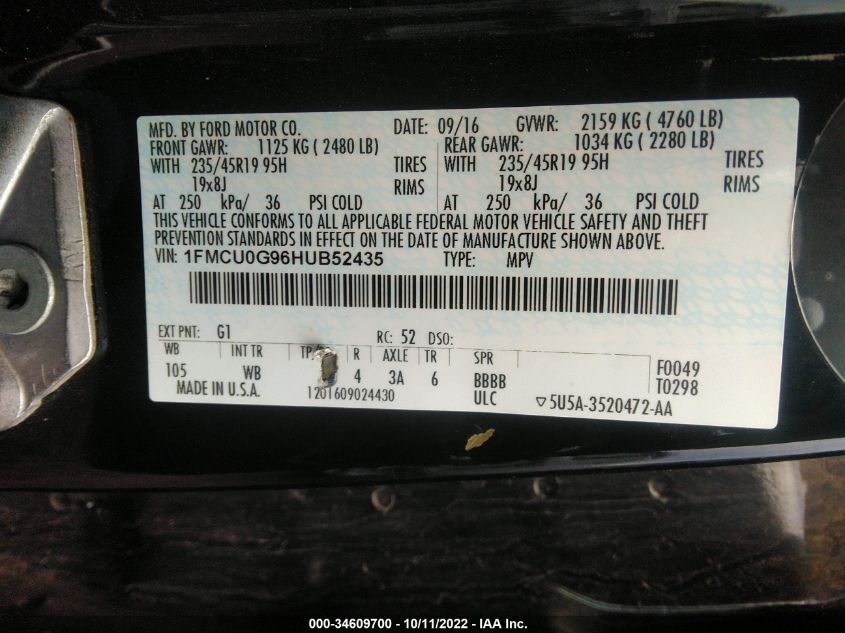 MFD. BY FORD MOTOR CO. DATE: 09/16 GVWR: 2159 KG ( 4760 LB)
FRONT GAWR: 1125 KG ( 2480 LB) REAR GAWR: 1034 KG ( 2280 LB)
WITH 235/45R19 95H TIRES WITH 235/45R19 95H TIRES
19x8J RIMS 19x8J RIMS
AT 250 kPa/ 36 PSI COLD AT 250 kPa/ 36 PSI COLD
THIS VEHICLE CONFORMS TO ALL APPLICABLE FEDERAL MOTOR VEHICLE SAFETY AND THEFT
PREVENTION STANDARDS IN EFFECT ON THE DATE OF MANUFACTURE SHOWN ABOVE.
VIN: 1FMCU0G96HUB52435 TYPE: MPV
EXT PNT: G1 RC: 52 DSO:
WB INT TR R AXLE TR SPR F0049
105 WB 4 3A 6 BBBB T0298
MADE IN U.S.A. 1201609024430 ULC 5U5A-3520472-AA
000-34609700 - 10/11/2022 - IAA Inc.